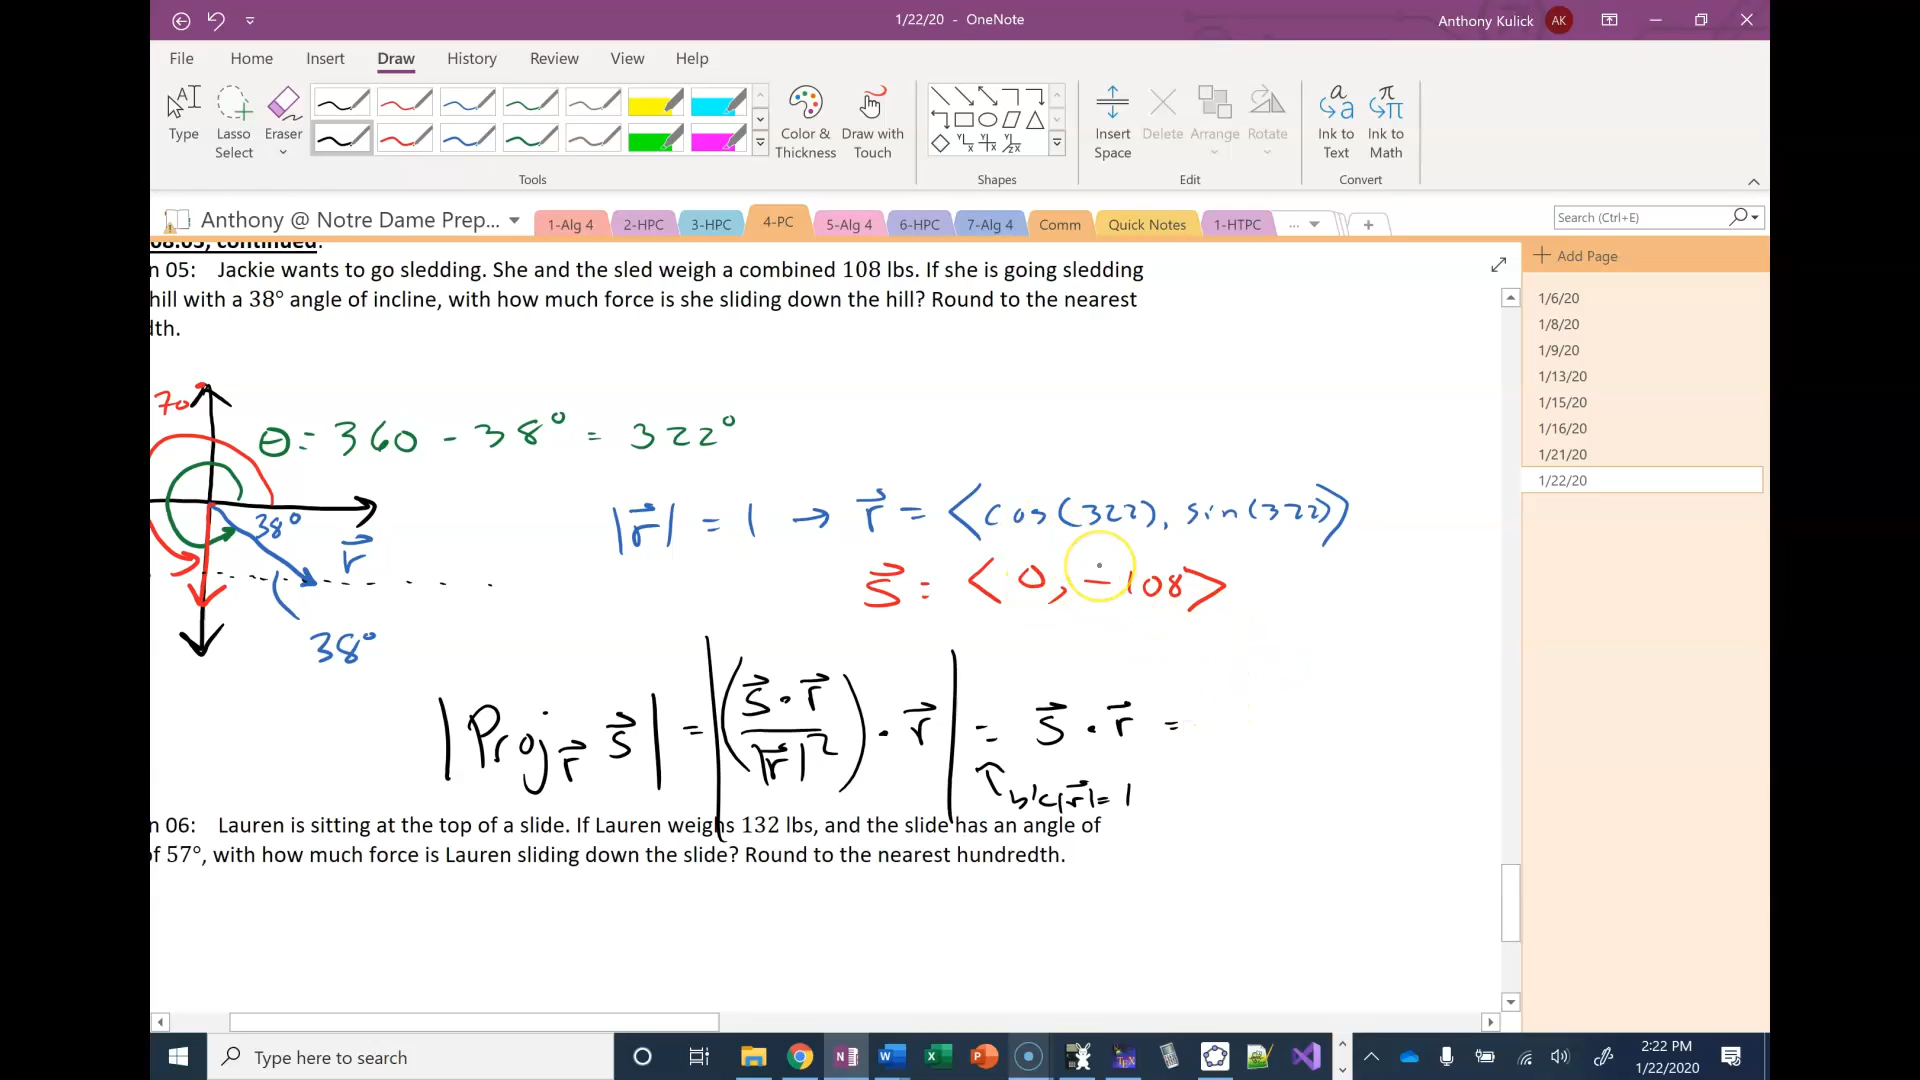 1/22/20 - OneNote
Anthony Kulick AK
File Home Insert Draw History Review View Help
Type
Lasso Select
Eraser
Color & Thickness
Draw with Touch
Insert Space
Delete
Arrange
Rotate
Ink to Text
Ink to Math
Tools Shapes Edit Convert
Anthony @ Notre Dame Prep...
1-Alg 4 2-HPC 3-HPC 4-PC 5-Alg 4 6-HPC 7-Alg 4 Comm Quick Notes 1-HTPC ...
Search (Ctrl+E)
Add Page
1/6/20
1/8/20
1/9/20
1/13/20
1/15/20
1/16/20
1/21/20
1/22/20
08.05, continued:
n 05: Jackie wants to go sledding. She and the sled weigh a combined 108 lbs. If she is going sledding
hill with a 38° angle of incline, with how much force is she sliding down the hill? Round to the nearest
dth.
70°
θ = 360 - 38° = 322°
38°
r⃗
38°
|r⃗| = 1 → r⃗ = <cos(322), sin(322)>
s⃗ = <0, -108>
|Proj_r⃗ s⃗| = |(s⃗ · r⃗ / |r⃗|²) · r⃗| = s⃗ · r⃗ =
b/c |r⃗| = 1
n 06: Lauren is sitting at the top of a slide. If Lauren weighs 132 lbs, and the slide has an angle of
of 57°, with how much force is Lauren sliding down the slide? Round to the nearest hundredth.
Type here to search
2:22 PM
1/22/2020